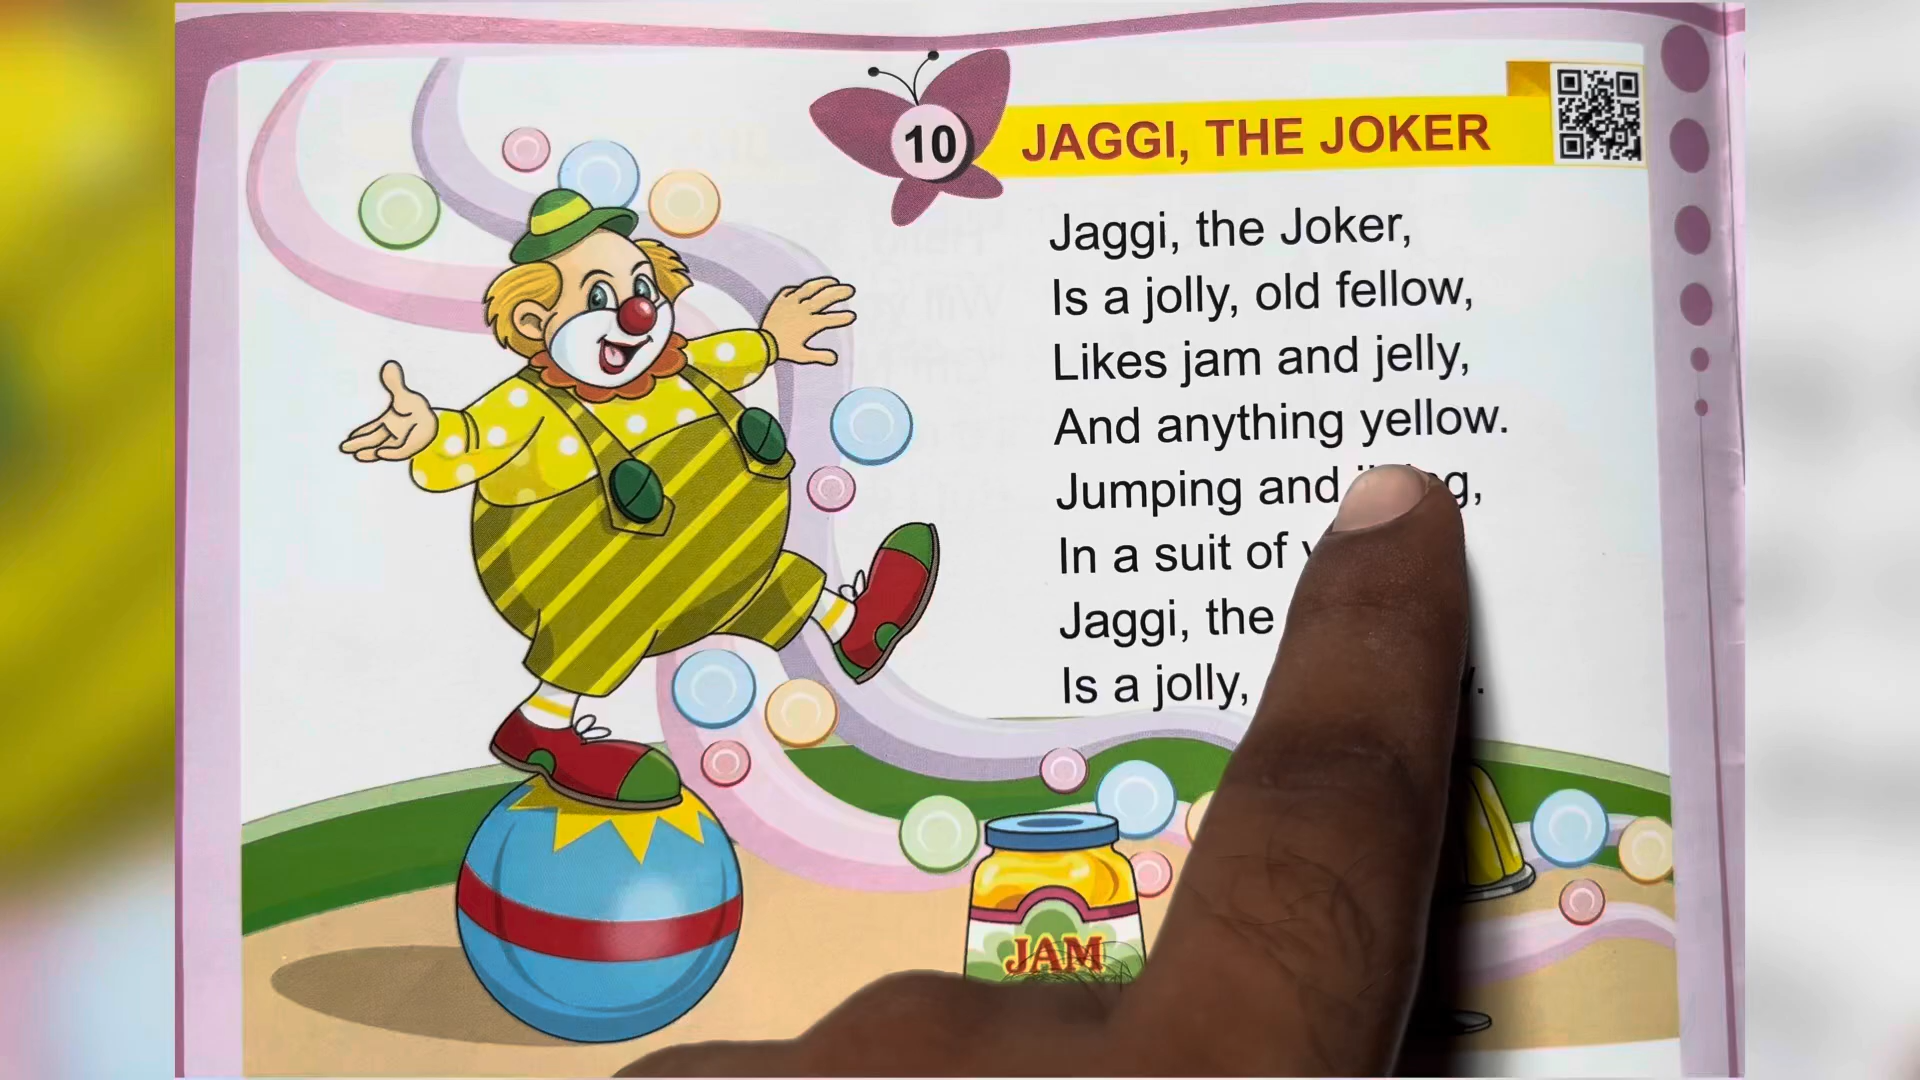 10
JAGGI, THE JOKER
Jaggi, the Joker,
Is a jolly, old fellow,
Likes jam and jelly,
And anything yellow.
Jumping and
In a suit of
Jaggi, the
Is a jolly,
JAM